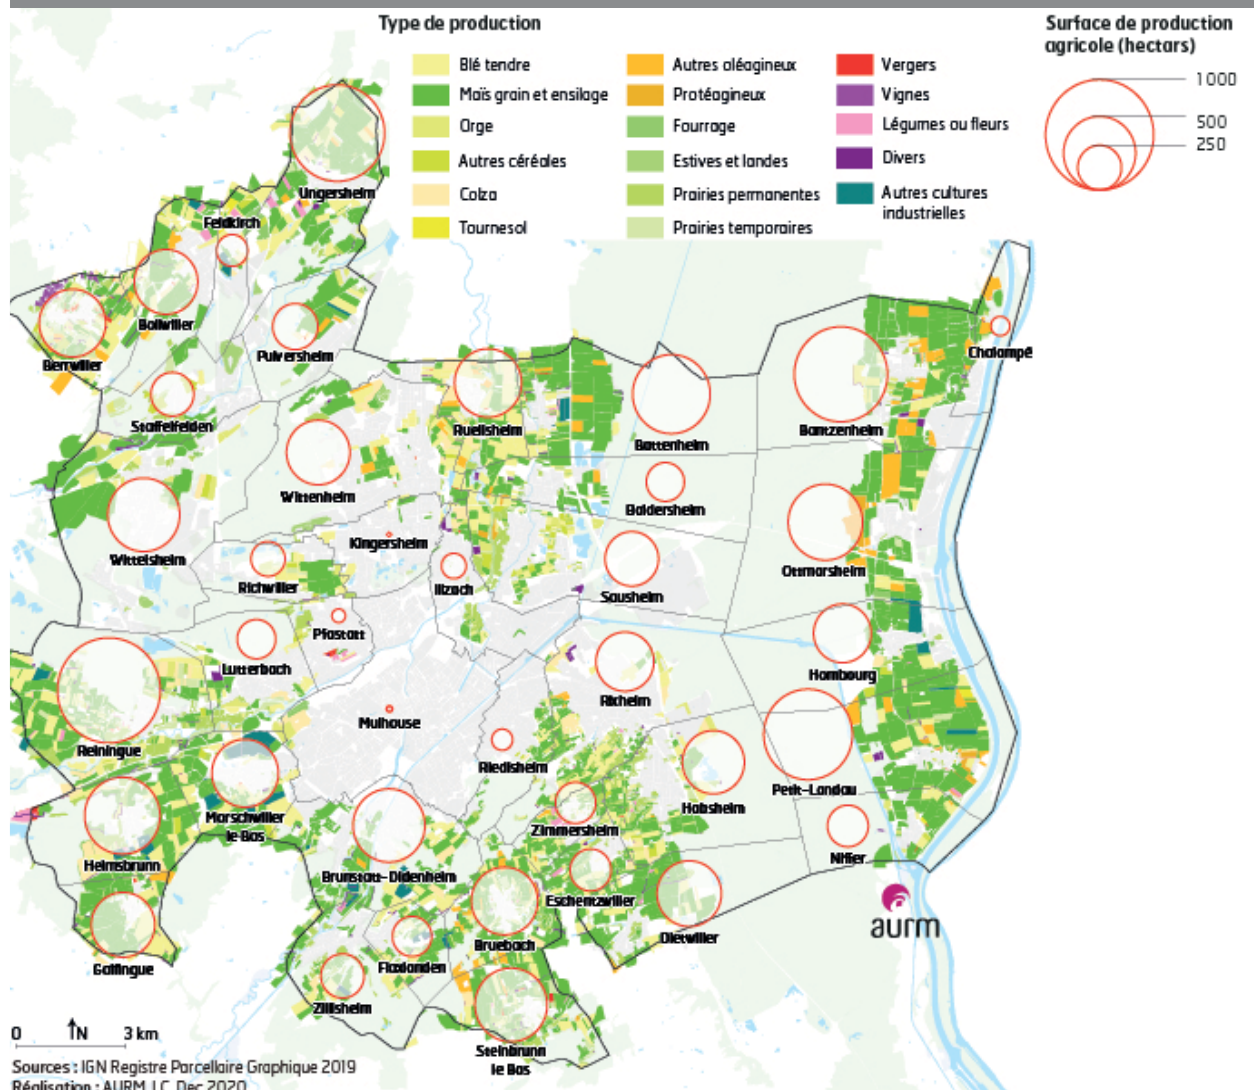 Type de production
Blé tendre
Maïs grain et ensilage
Orge
Autres céréales
Colza
Tournesol
Autres oléagineux
Protéagineux
Fourrage
Estives et landes
Prairies permanentes
Prairies temporaires
Vergers
Vignes
Légumes ou fleurs
Divers
Autres cultures
industrielles
Surface de production
agricole (hectars)
1000
500
250
Ungersheim
Feldkirch
Bollwiller
Berrwiller
Pulversheim
Staffelfelden
Ruelisheim
Battenheim
Bantzenheim
Chalampé
Wittenheim
Baldersheim
Wittelsheim
Kingersheim
Richwiller
Illzach
Sausheim
Ottmarsheim
Pfastatt
Lutterbach
Rixheim
Hombourg
Reiningue
Mulhouse
Riedisheim
Habsheim
Petit-Landau
Morschwiller
le Bas
Zimmersheim
Niffer
Heimsbrunn
Brunstatt-Didenheim
Eschentzwiller
Bruebach
Dietwiller
Galfingue
Flaxlanden
Zillisheim
Steinbrunn
le Bas
aurm
0 N 3 km
Sources : IGN Registre Parcellaire Graphique 2019
Réalisation : AURM, J.C, Dec 2020